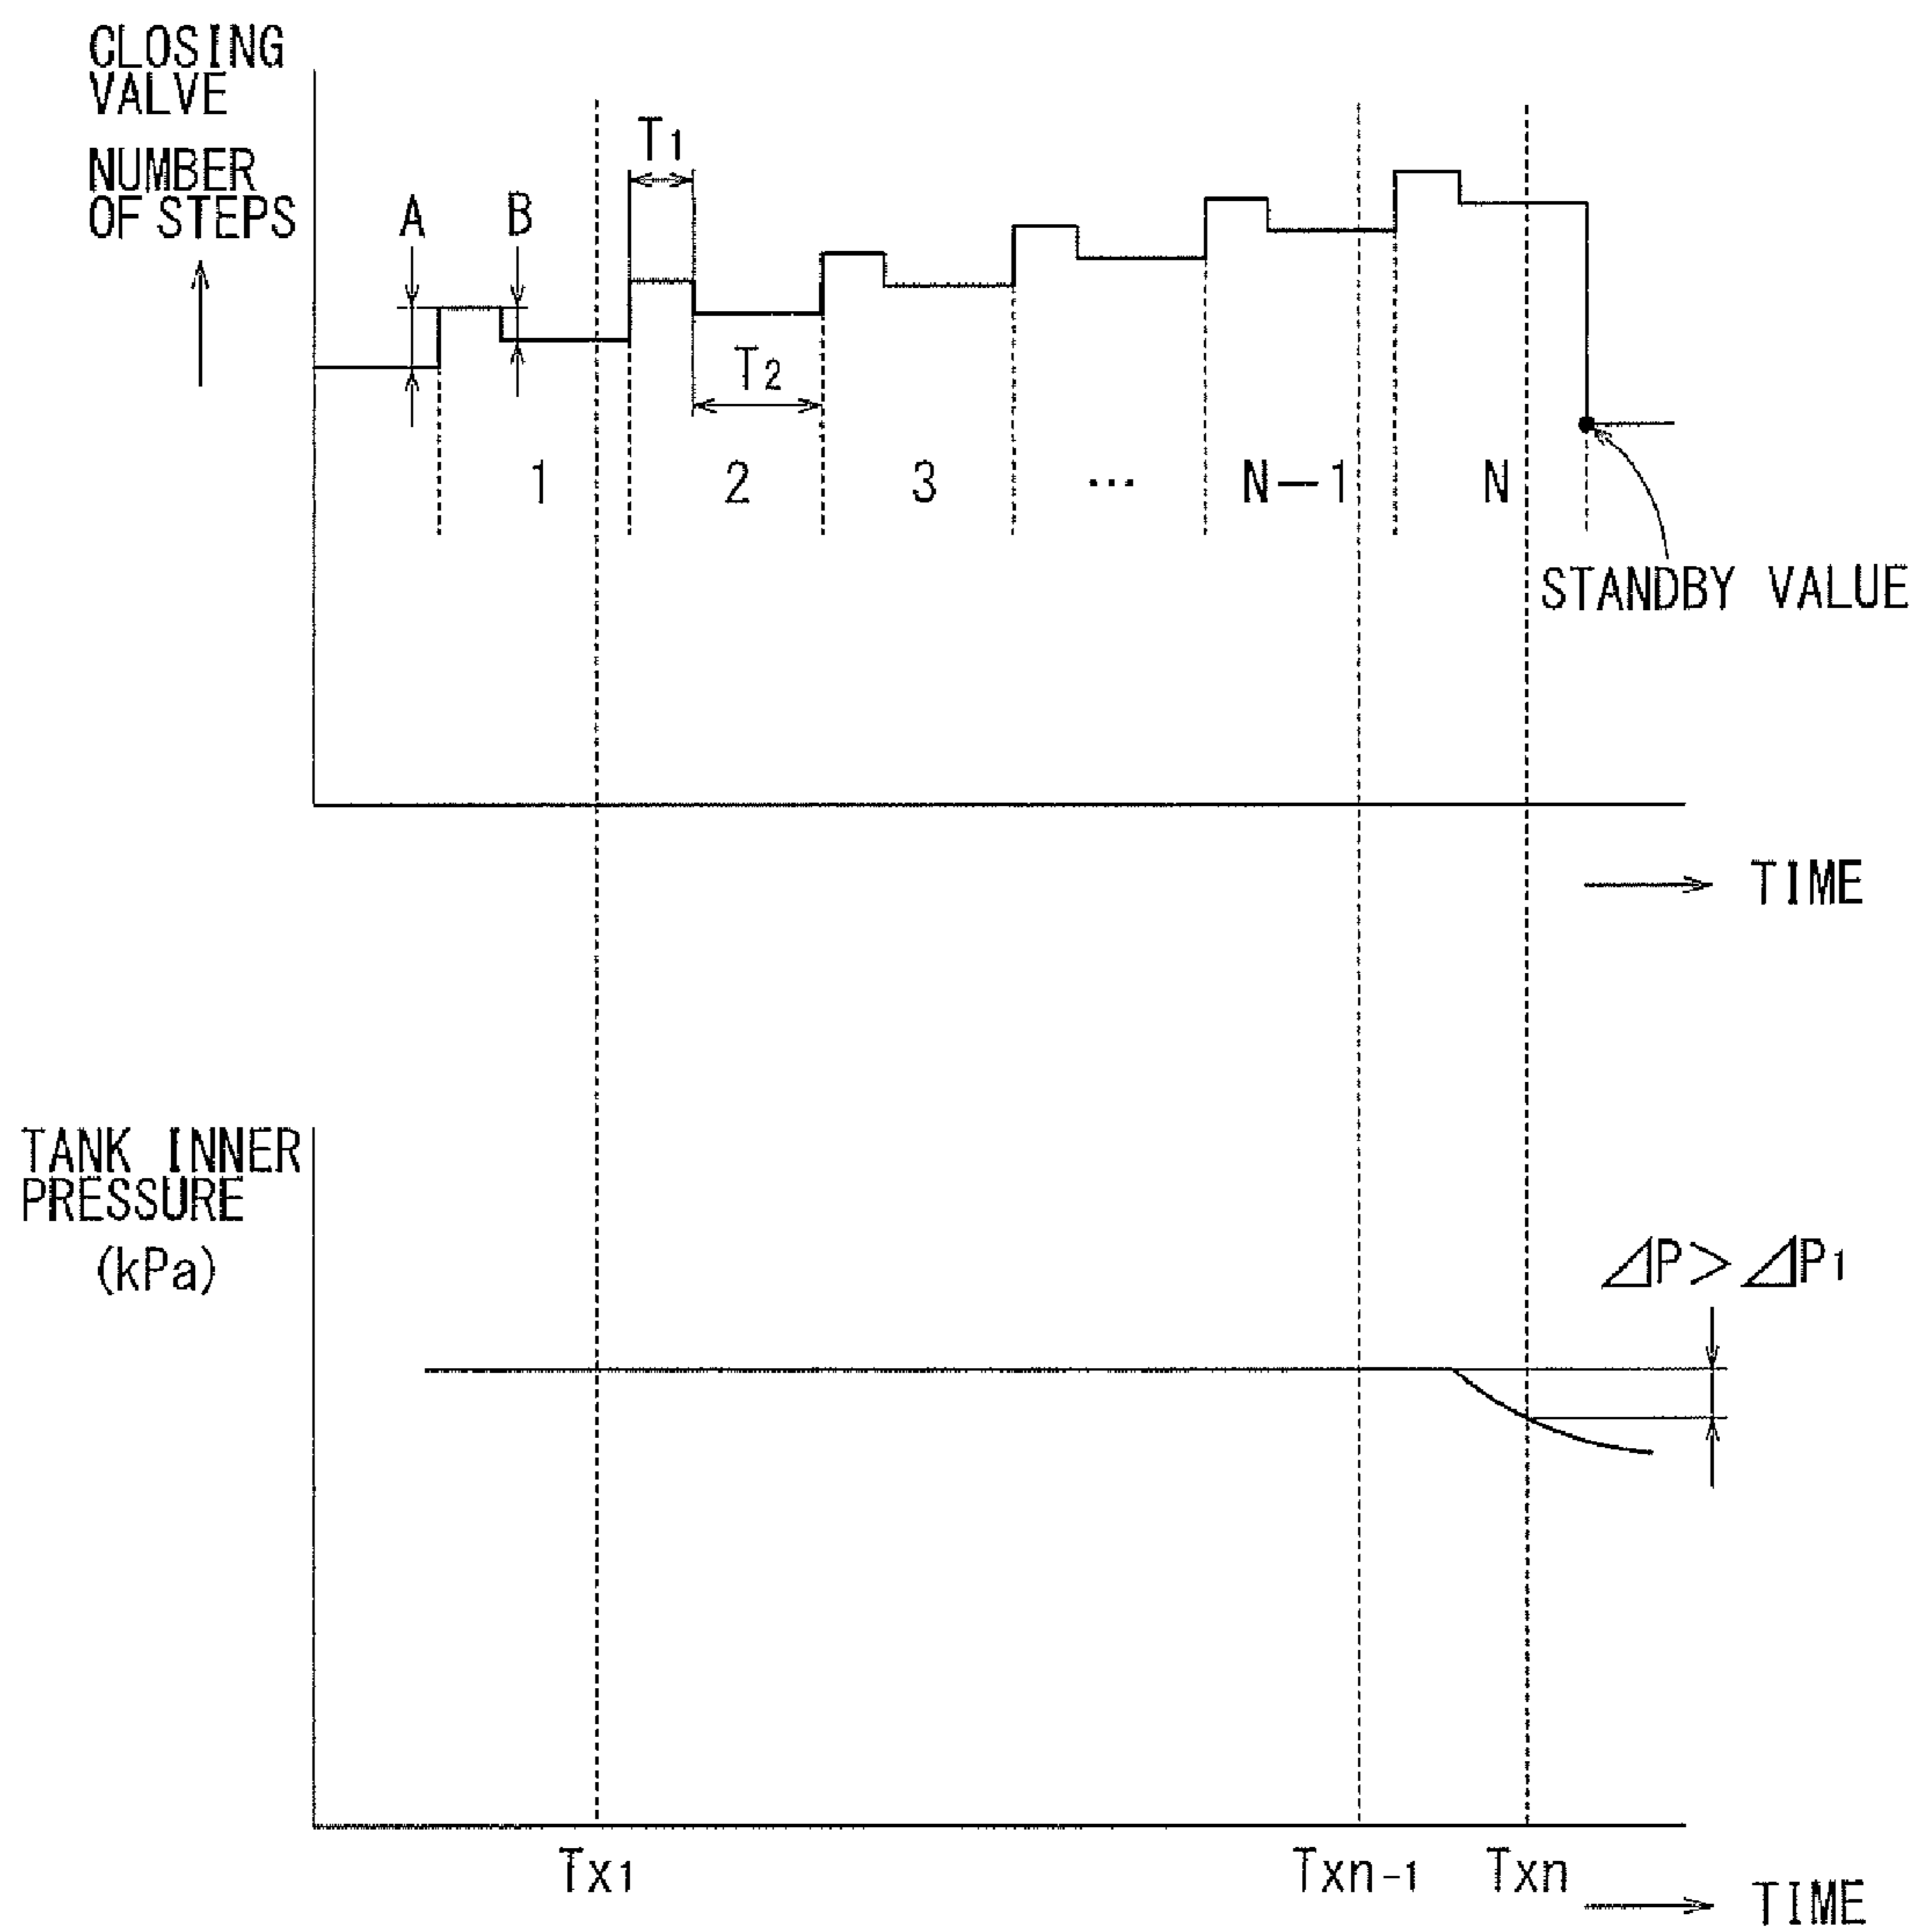 CLOSING
VALVE
NUMBER
OF STEPS
A
B
T1
T2
1
2
3
...
N-1
N
STANDBY VALUE
TIME
TANK INNER
PRESSURE
(kPa)
⊿P>⊿P1
Tx1
Txn-1
Txn
TIME